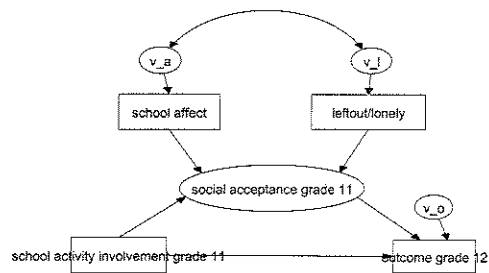 v_a
v_l
school affect
leftout/lonely
social acceptance grade 11
v_o
school activity involvement grade 11
outcome grade 12